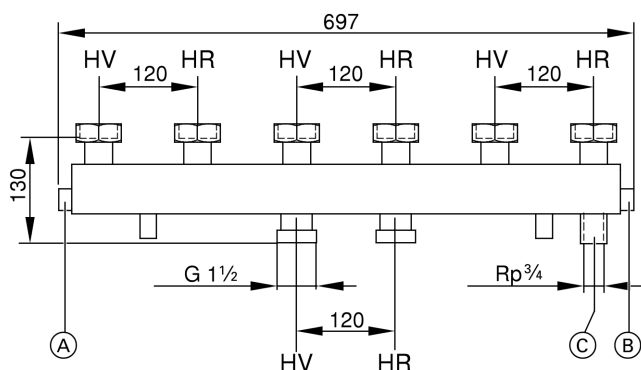 697
HV HR HV HR HV HR
120 120 120
130
G 1½ Rp¾
120
A C B
HV HR